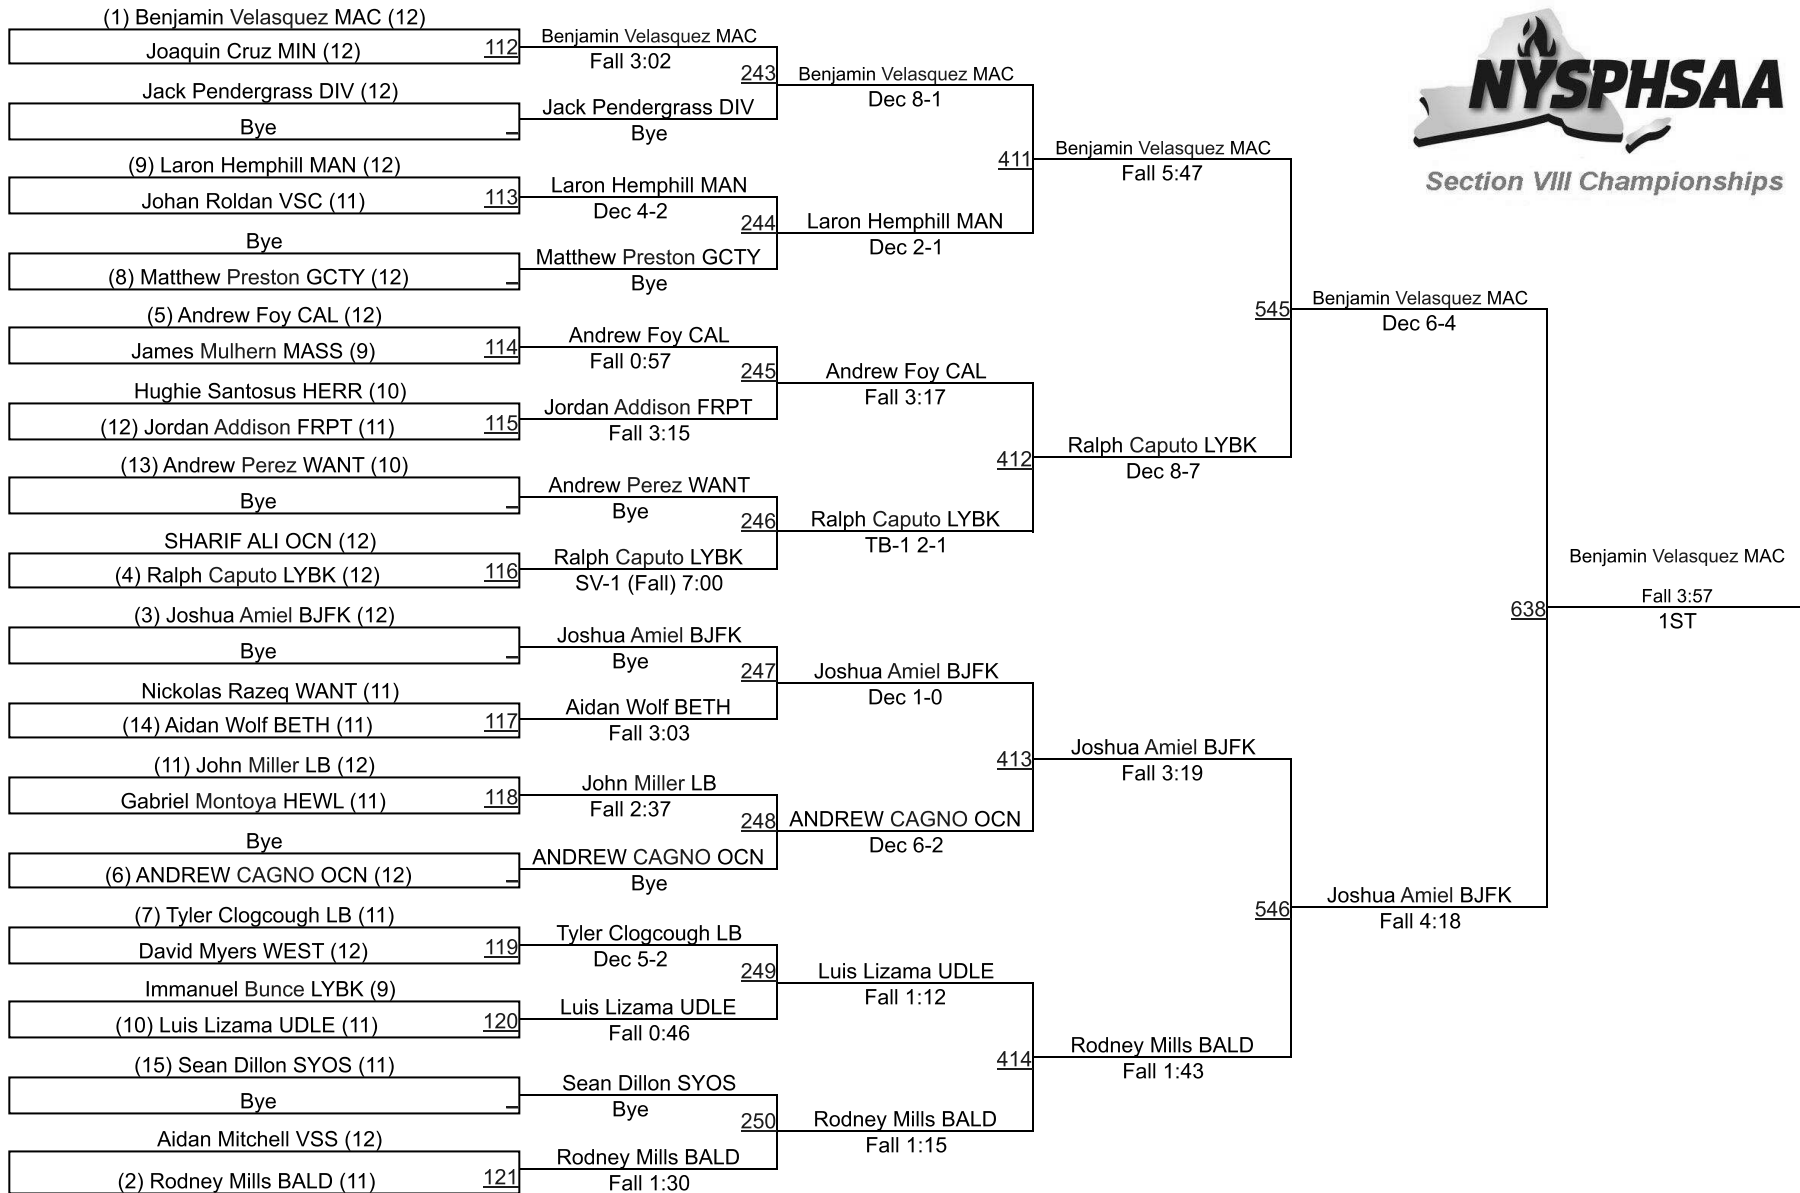 (1) Benjamin Velasquez MAC (12)
Joaquin Cruz MIN (12)
112
Jack Pendergrass DIV (12)
Bye
(9) Laron Hemphill MAN (12)
Johan Roldan VSC (11)
113
Bye
(8) Matthew Preston GCTY (12)
(5) Andrew Foy CAL (12)
James Mulhern MASS (9)
114
Hughie Santosus HERR (10)
(12) Jordan Addison FRPT (11)
115
(13) Andrew Perez WANT (10)
Bye
SHARIF ALI OCN (12)
(4) Ralph Caputo LYBK (12)
116
(3) Joshua Amiel BJFK (12)
Bye
Nickolas Razeq WANT (11)
(14) Aidan Wolf BETH (11)
117
(11) John Miller LB (12)
Gabriel Montoya HEWL (11)
118
Bye
(6) ANDREW CAGNO OCN (12)
(7) Tyler Clogcough LB (11)
David Myers WEST (12)
119
Immanuel Bunce LYBK (9)
(10) Luis Lizama UDLE (11)
120
(15) Sean Dillon SYOS (11)
Bye
Aidan Mitchell VSS (12)
(2) Rodney Mills BALD (11)
121
Benjamin Velasquez MAC
Fall 3:02
243
Jack Pendergrass DIV
Bye
Laron Hemphill MAN
Dec 4-2
244
Matthew Preston GCTY
Bye
Andrew Foy CAL
Fall 0:57
245
Jordan Addison FRPT
Fall 3:15
Andrew Perez WANT
Bye
246
Ralph Caputo LYBK
SV-1 (Fall) 7:00
Joshua Amiel BJFK
Bye
247
Aidan Wolf BETH
Fall 3:03
John Miller LB
Fall 2:37
248
ANDREW CAGNO OCN
Bye
Tyler Clogcough LB
Dec 5-2
249
Luis Lizama UDLE
Fall 0:46
Sean Dillon SYOS
Bye
250
Rodney Mills BALD
Fall 1:30
Benjamin Velasquez MAC
Dec 8-1
411
Laron Hemphill MAN
Dec 2-1
Andrew Foy CAL
Fall 3:17
412
Ralph Caputo LYBK
TB-1 2-1
Joshua Amiel BJFK
Dec 1-0
413
ANDREW CAGNO OCN
Dec 6-2
Luis Lizama UDLE
Fall 1:12
414
Rodney Mills BALD
Fall 1:15
Benjamin Velasquez MAC
Fall 5:47
545
Ralph Caputo LYBK
Dec 8-7
Joshua Amiel BJFK
Fall 3:19
546
Rodney Mills BALD
Fall 1:43
Benjamin Velasquez MAC
Dec 6-4
638
Joshua Amiel BJFK
Fall 4:18
Benjamin Velasquez MAC
Fall 3:57
1ST
NYSPHSAA
Section VIII Championships